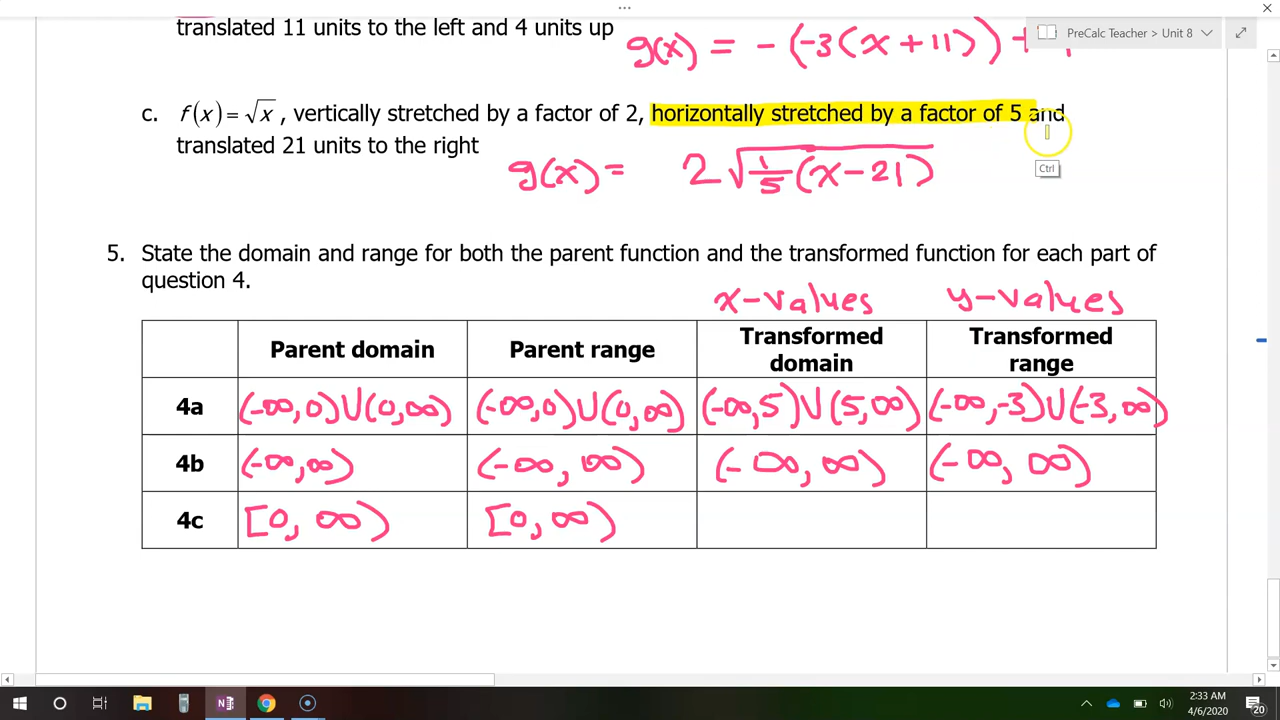 translated 11 units to the left and 4 units up
g(x) = -(-3(x+11))+
PreCalc Teacher > Unit 8
c. f(x) = √x , vertically stretched by a factor of 2, horizontally stretched by a factor of 5 and
translated 21 units to the right
g(x) = 2√(1/5(x-21))
Ctrl
5. State the domain and range for both the parent function and the transformed function for each part of
question 4.
x-values y-values
Parent domain Parent range Transformed domain Transformed range
4a (-∞,0)U(0,∞) (-∞,0)U(0,∞) (-∞,5)U(5,∞) (-∞,-3)U(-3,∞)
4b (-∞,∞) (-∞,∞) (-∞,∞) (-∞,∞)
4c [0,∞) [0,∞)
2:33 AM
4/6/2020
20